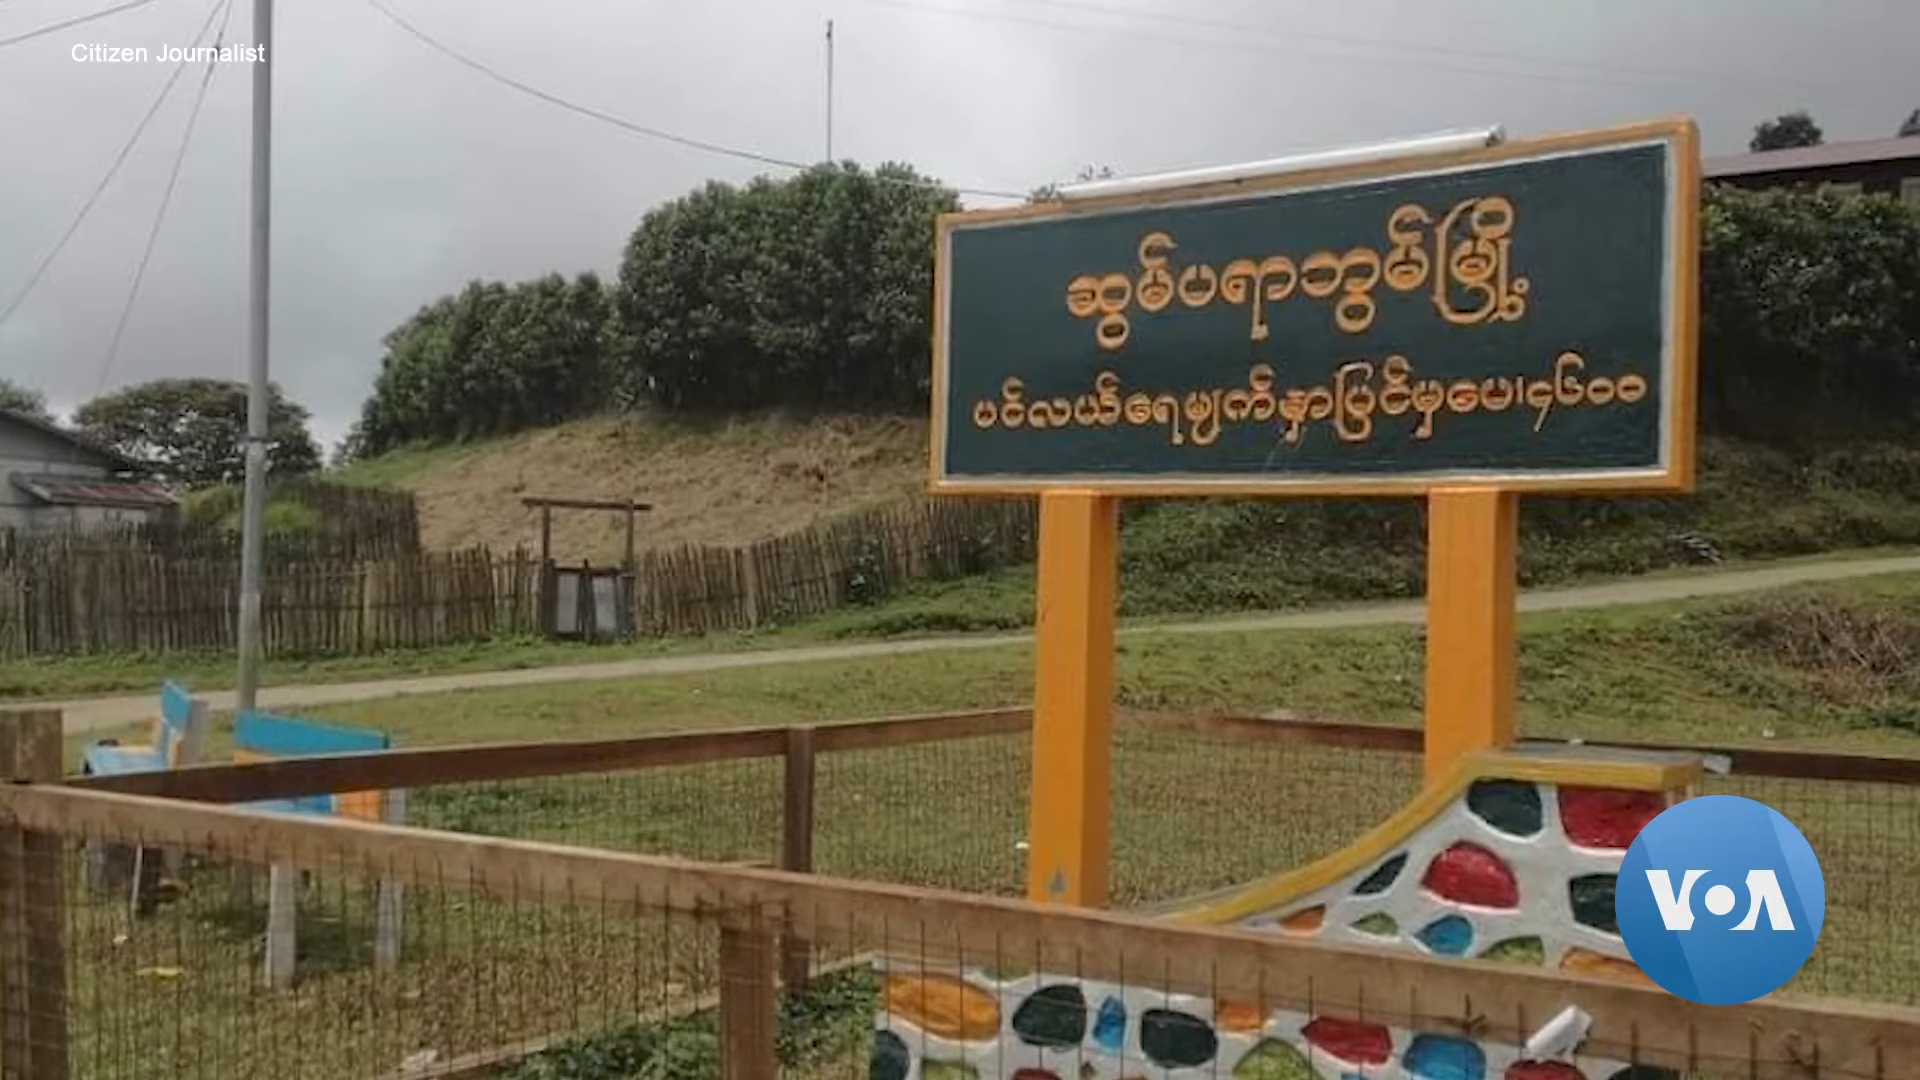 Citizen Journalist
ဆွမ်ပရာဘွမ်မြို့
ပင်လယ်ရေမျက်နှာပြင်မှပေ၊၄၆၀၀
VOA